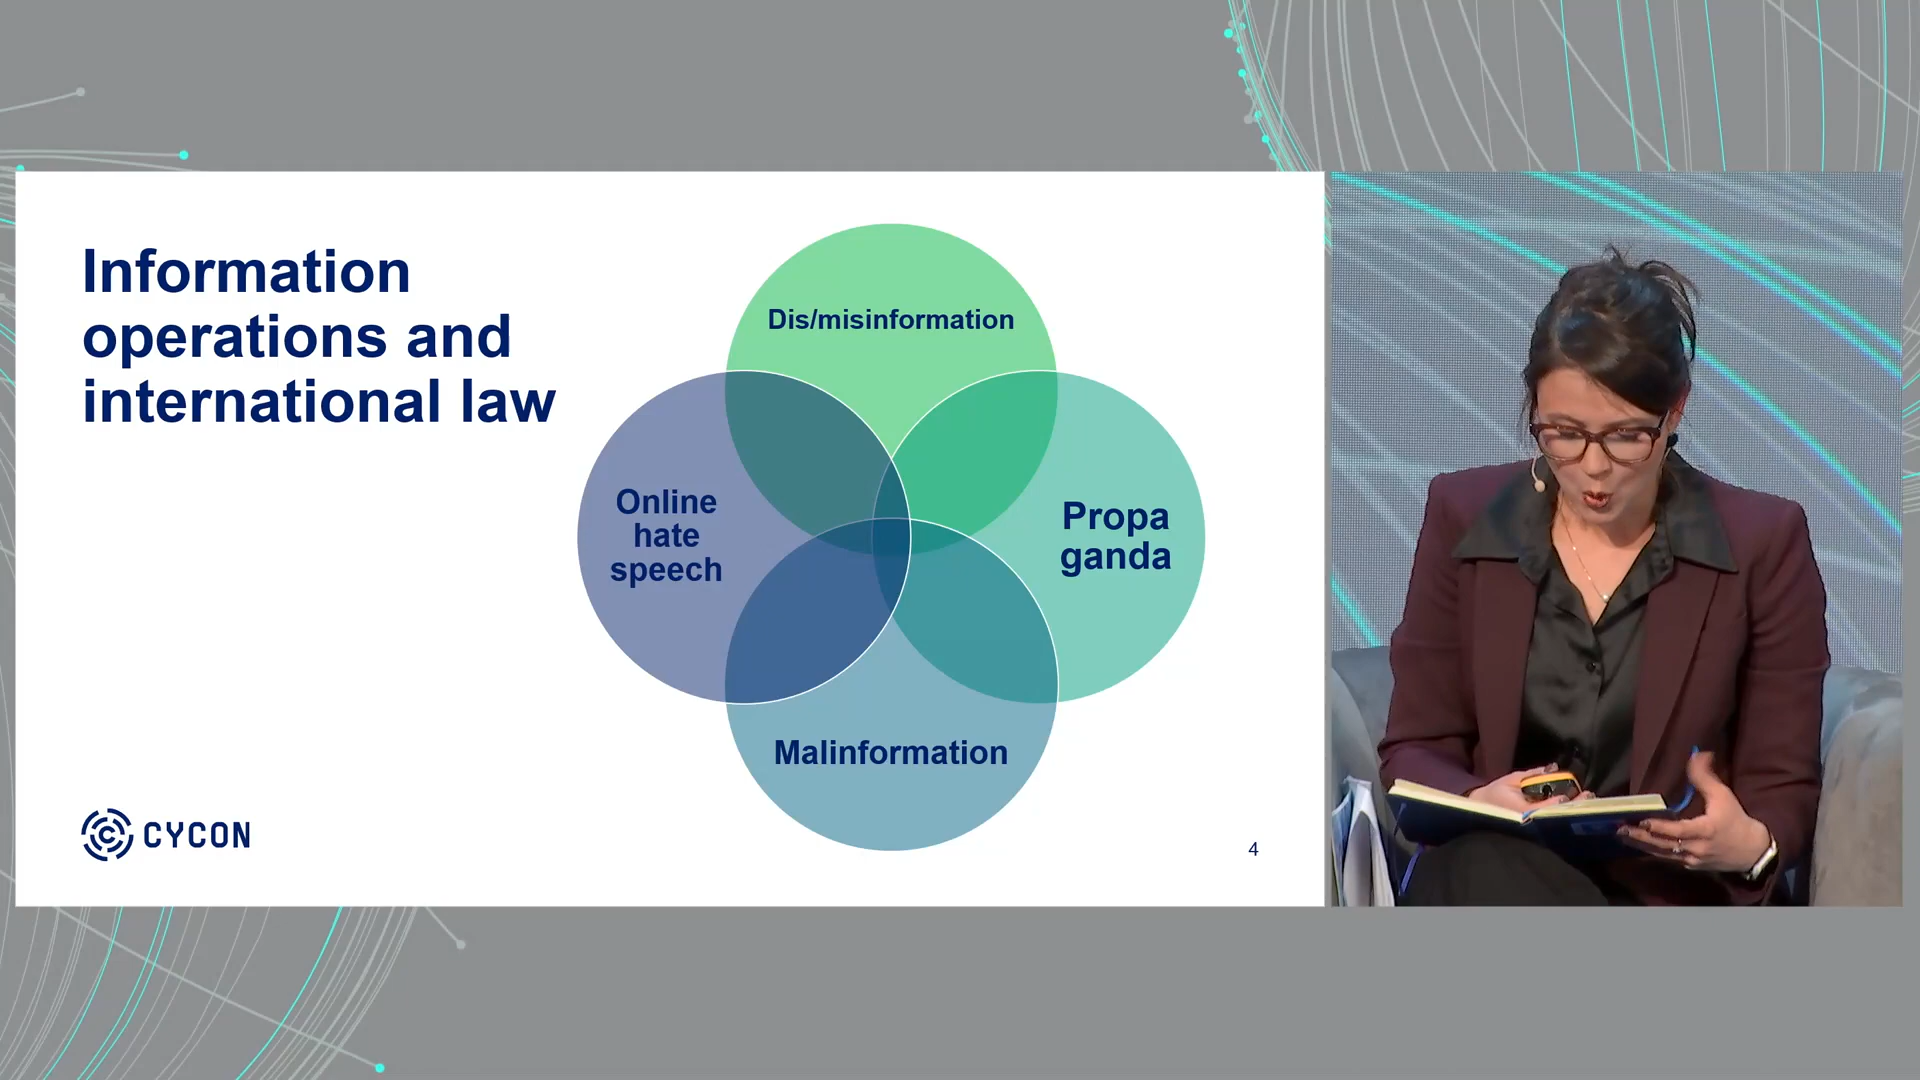 Information
operations and
international law
Dis/misinformation
Online
hate
speech
Propa
ganda
Malinformation
CYCON
4